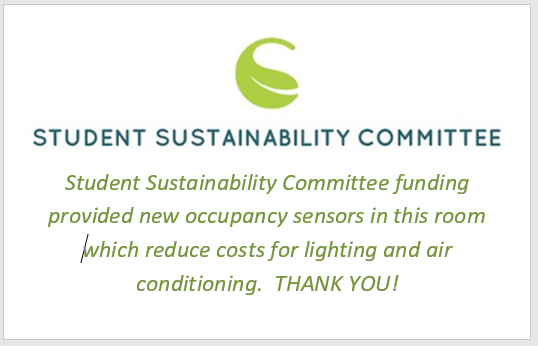 STUDENT SUSTAINABILITY COMMITTEE
Student Sustainability Committee funding
provided new occupancy sensors in this room
which reduce costs for lighting and air
conditioning.  THANK YOU!